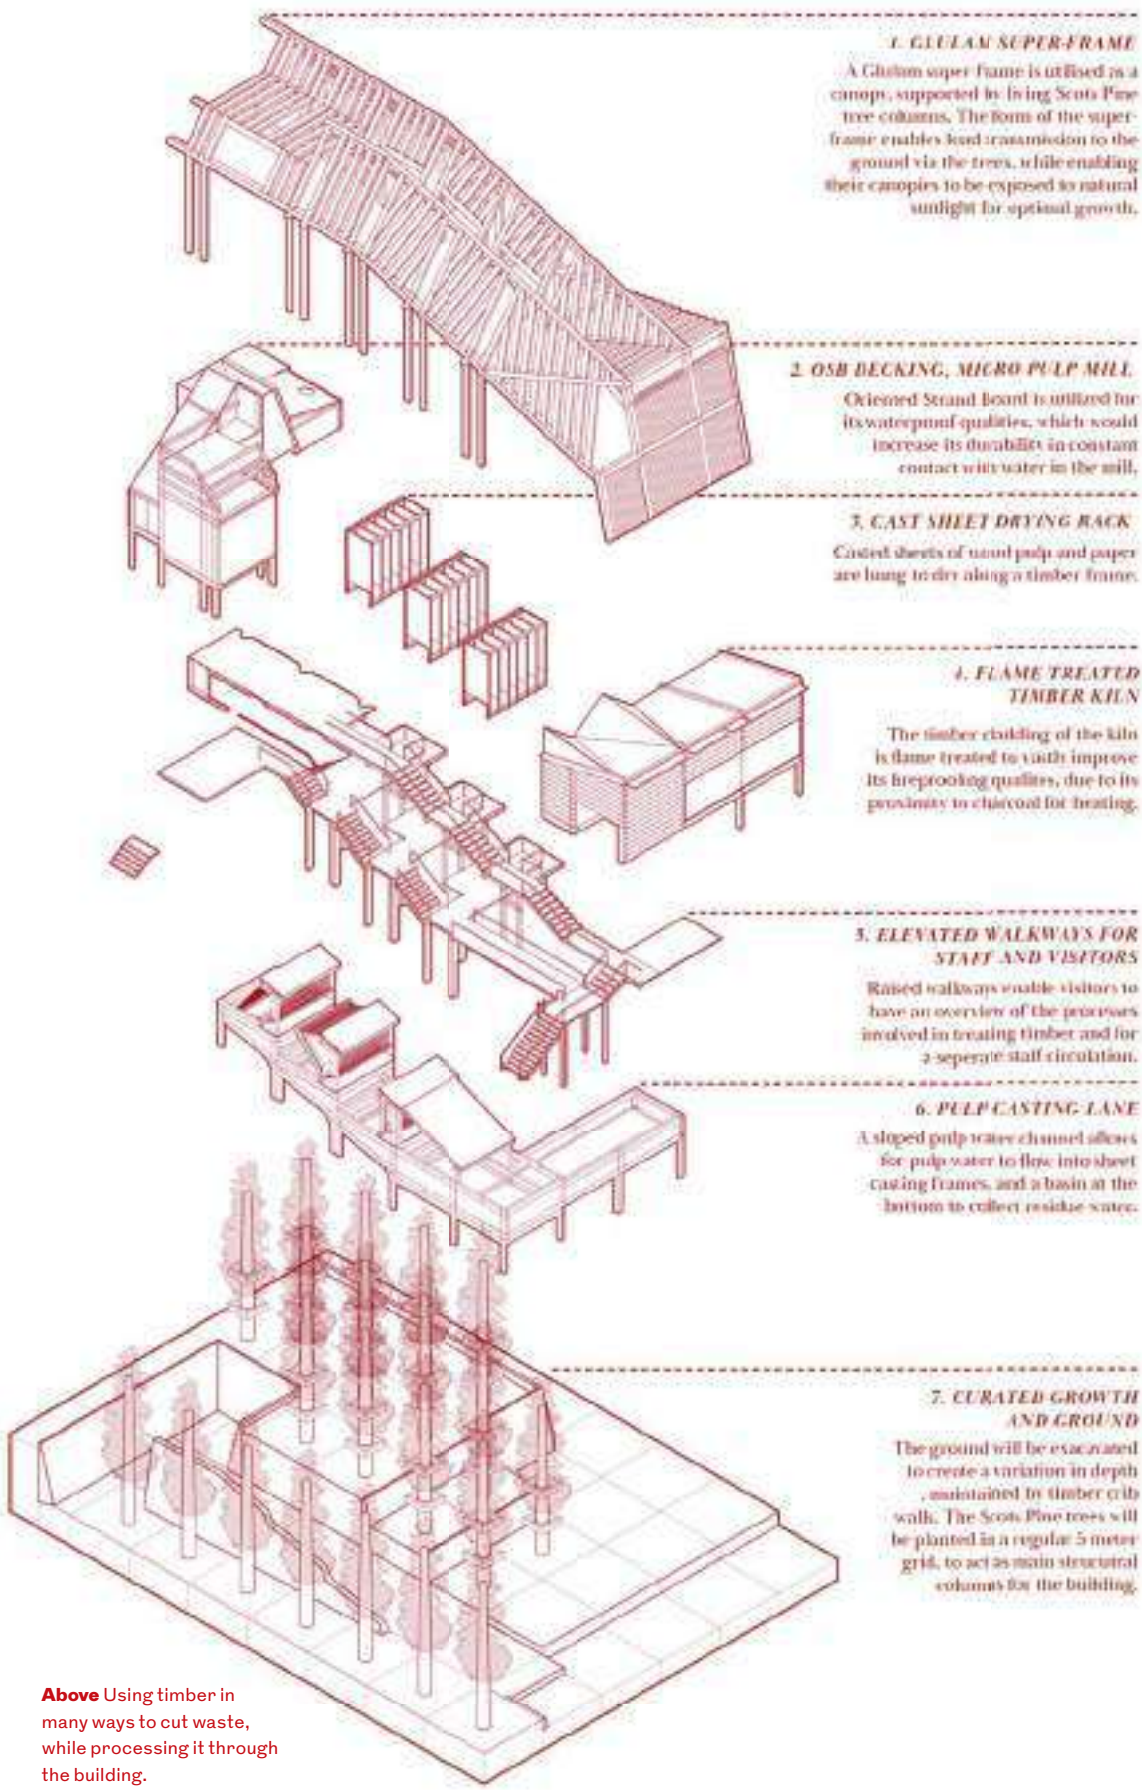 1. GLULAM SUPER-FRAME
A Glulam super frame is utilised as a
canopy, supported by living Scots Pine
tree columns. The form of the super-
frame enables load transmission to the
ground via the trees, while enabling
their canopies to be exposed to natural
sunlight for optimal growth.
2. OSB DECKING, MICRO PULP MILL
Oriented Strand Board is utilized for
its waterproof qualities, which would
increase its durability in constant
contact with water in the mill.
3. CAST SHEET DRYING RACK
Casted sheets of wood pulp and paper
are hung to dry along a timber frame.
4. FLAME TREATED
TIMBER KILN
The timber cladding of the kiln
is flame treated to vastly improve
its fireproofing qualites, due to its
proximity to charcoal for heating.
5. ELEVATED WALKWAYS FOR
STAFF AND VISITORS
Raised walkways enable visitors to
have an overview of the processes
involved in treating timber and for
a seperate staff circulation.
6. PULP CASTING LANE
A sloped pulp water channel allows
for pulp water to flow into sheet
casting frames, and a basin at the
bottom to collect residue water.
7. CURATED GROWTH
AND GROUND
The ground will be exacavated
to create a variation in depth
, maintained by timber crib
walls. The Scots Pine trees will
be planted in a regular 5 meter
grid, to act as main structural
columns for the building.
Above Using timber in
many ways to cut waste,
while processing it through
the building.